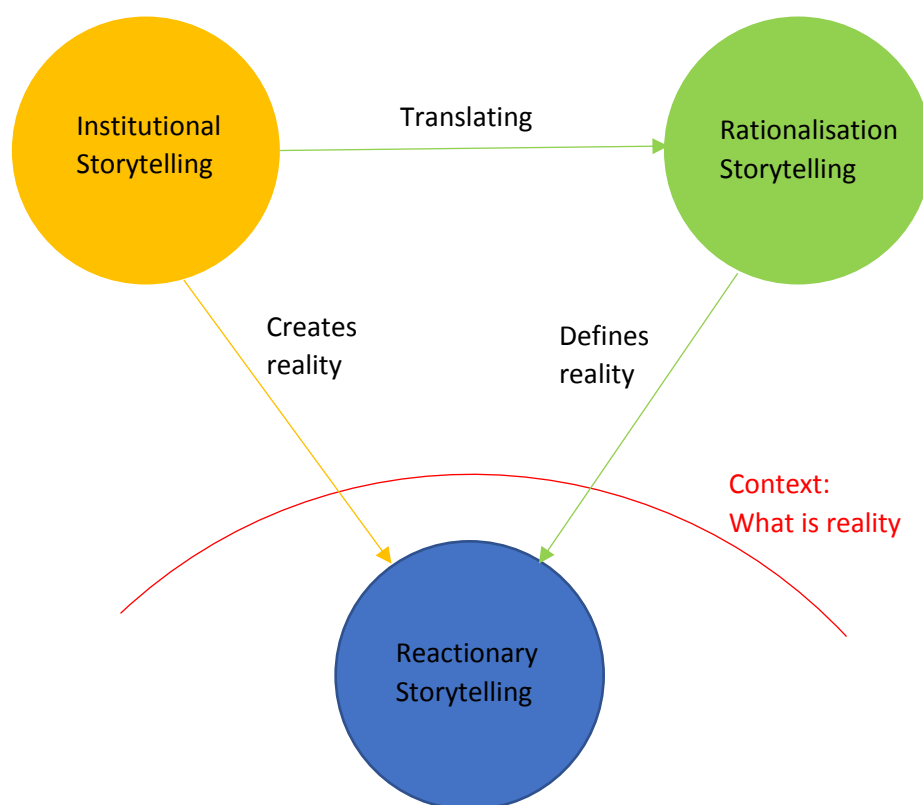 Institutional
Storytelling
Translating
Rationalisation
Storytelling
Creates
reality
Defines
reality
Context:
What is reality
Reactionary
Storytelling